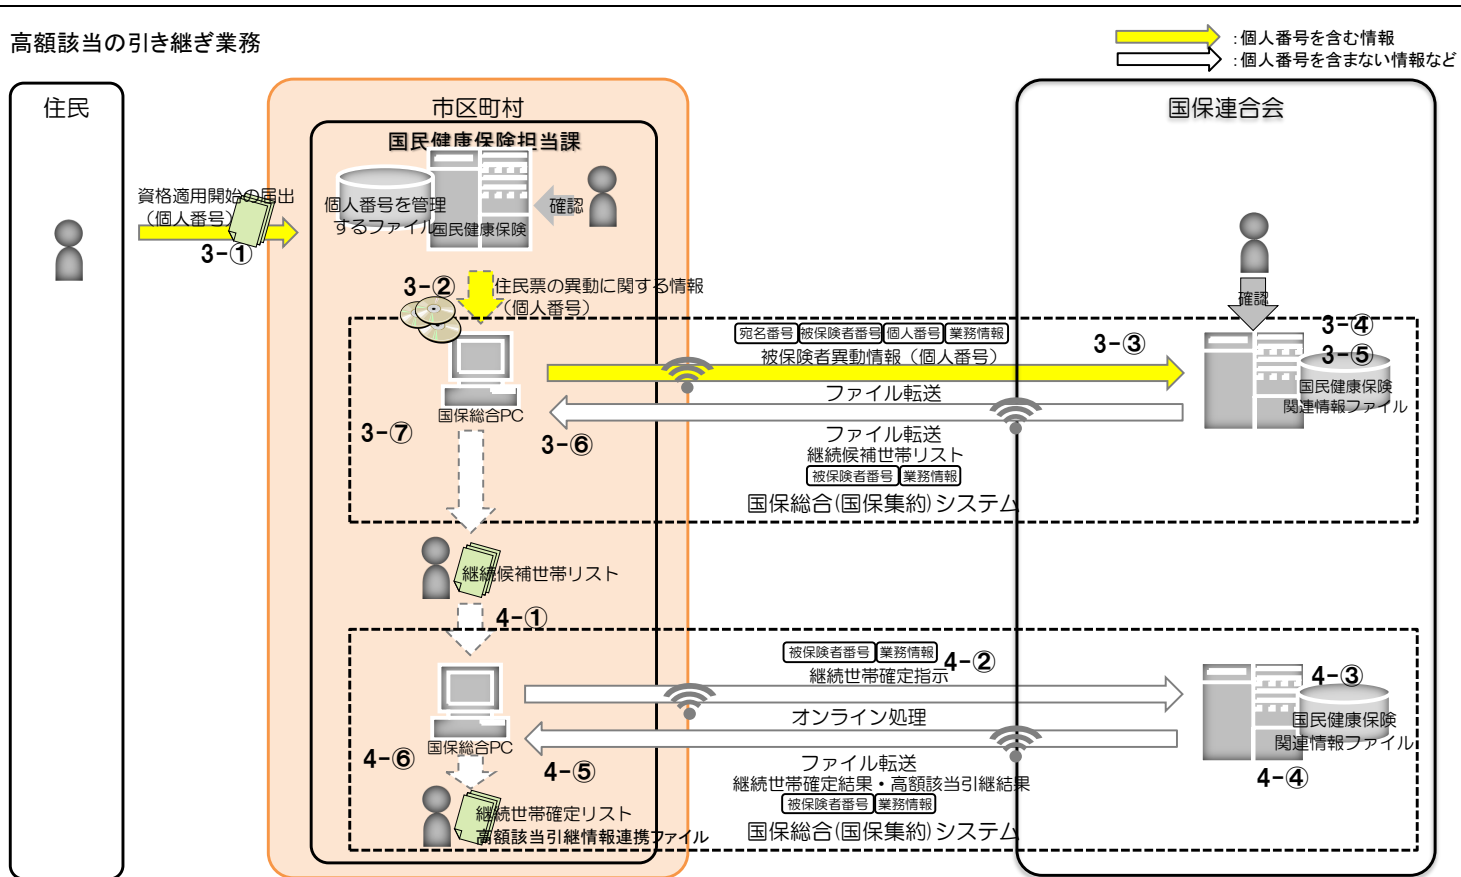 高額該当の引き継ぎ業務
:個人番号を含む情報
:個人番号を含まない情報など
住民
市区町村
国保連合会
国民健康保険担当課
資格適用開始の届出
（個人番号）
3-①
個人番号を管理
するファイル
国民健康保険
確認
3-②
住民票の異動に関する情報
（個人番号）
確認
宛名番号 被保険者番号 個人番号 業務情報
被保険者異動情報（個人番号）
3-③
3-④
3-⑤
国民健康保険
関連情報ファイル
ファイル転送
国保総合PC
3-⑦
3-⑥
ファイル転送
継続候補世帯リスト
被保険者番号 業務情報
国保総合(国保集約)システム
継続候補世帯リスト
4-①
被保険者番号 業務情報
4-②
継続世帯確定指示
4-③
国民健康保険
関連情報ファイル
オンライン処理
国保総合PC
4-⑥
4-⑤
4-④
ファイル転送
継続世帯確定結果・高額該当引継結果
被保険者番号 業務情報
国保総合(国保集約)システム
継続世帯確定リスト
高額該当引継情報連携ファイル